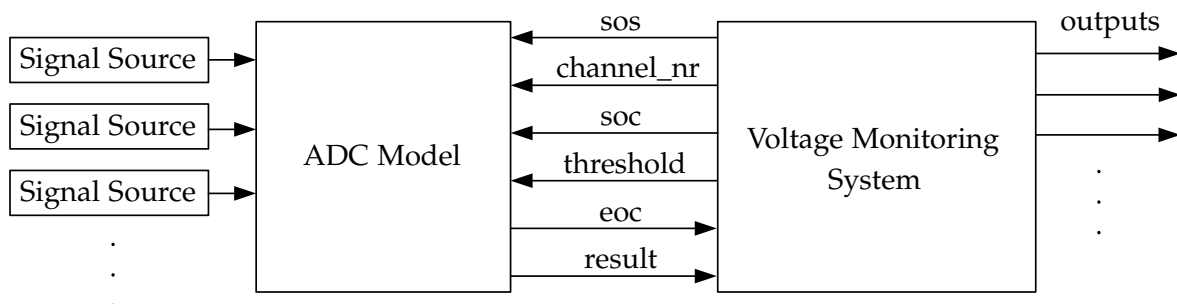 Signal Source
Signal Source
Signal Source
ADC Model
sos
channel_nr
soc
threshold
eoc
result
Voltage Monitoring
System
outputs